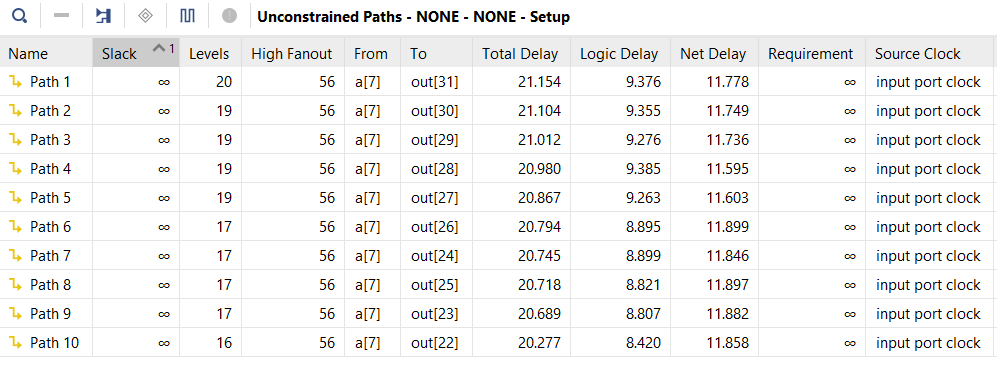 Unconstrained Paths - NONE - NONE - Setup
Name Slack 1 Levels High Fanout From To Total Delay Logic Delay Net Delay Requirement Source Clock
Path 1 ∞ 20 56 a[7] out[31] 21.154 9.376 11.778 ∞ input port clock
Path 2 ∞ 19 56 a[7] out[30] 21.104 9.355 11.749 ∞ input port clock
Path 3 ∞ 19 56 a[7] out[29] 21.012 9.276 11.736 ∞ input port clock
Path 4 ∞ 19 56 a[7] out[28] 20.980 9.385 11.595 ∞ input port clock
Path 5 ∞ 19 56 a[7] out[27] 20.867 9.263 11.603 ∞ input port clock
Path 6 ∞ 17 56 a[7] out[26] 20.794 8.895 11.899 ∞ input port clock
Path 7 ∞ 17 56 a[7] out[24] 20.745 8.899 11.846 ∞ input port clock
Path 8 ∞ 17 56 a[7] out[25] 20.718 8.821 11.897 ∞ input port clock
Path 9 ∞ 17 56 a[7] out[23] 20.689 8.807 11.882 ∞ input port clock
Path 10 ∞ 16 56 a[7] out[22] 20.277 8.420 11.858 ∞ input port clock